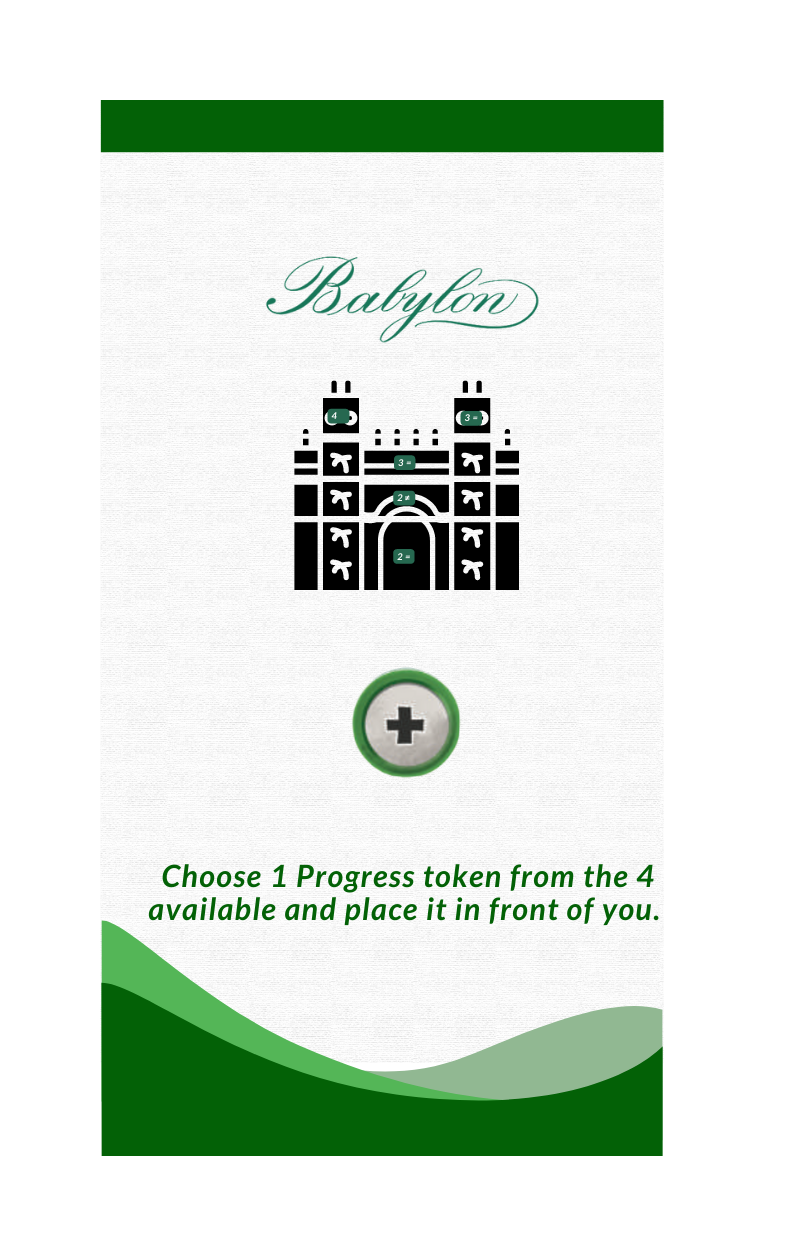 Babylon
4
3 =
3 =
2 ≠
2 =
Choose 1 Progress token from the 4
available and place it in front of you.